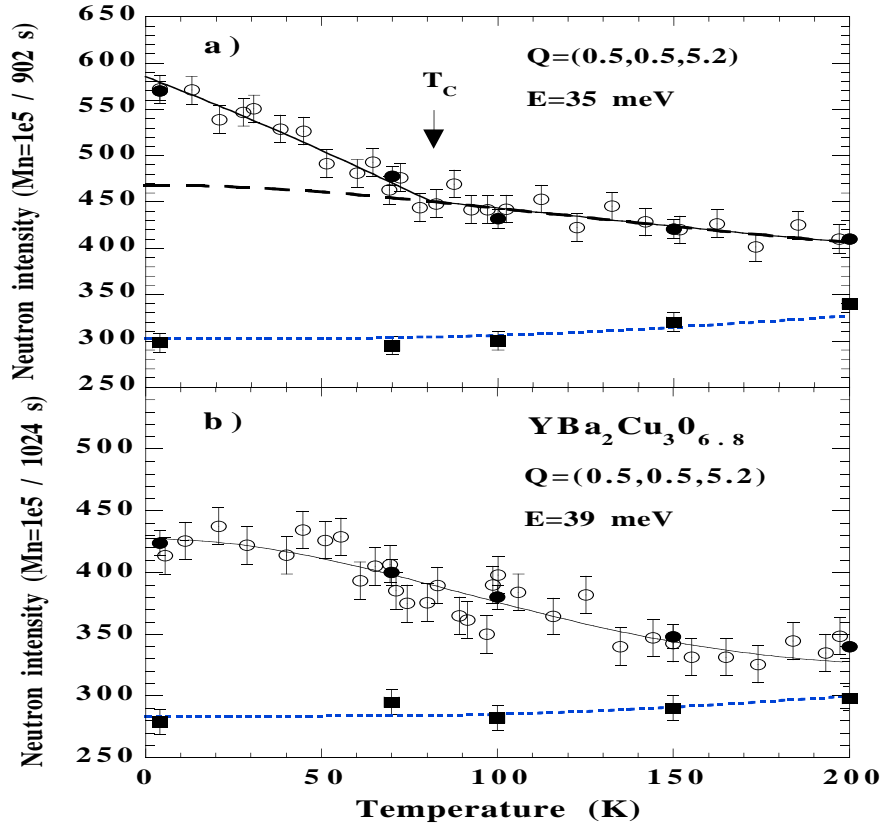 650
600
550
500
450
400
350
300
250
Neutron intensity (Mn=1e5 / 902 s)
a)
Q=(0.5,0.5,5.2)
E=35 meV
T_C
500
450
400
350
300
250
Neutron intensity (Mn=1e5 / 1024 s)
b)
YBa₂Cu₃0₆.₈
Q=(0.5,0.5,5.2)
E=39 meV
0 50 100 150 200
Temperature (K)